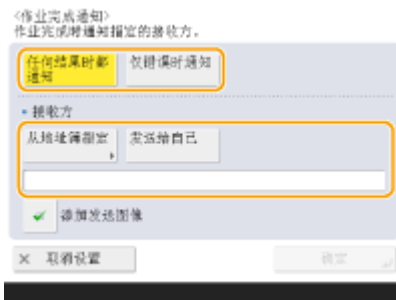 <作业完成通知>
作业完成时通知指定的接收方。
任何结果时都
通知
仅错误时通知
接收方
从地址簿指定
发送给自己
添加发送图像
取消设置
确定